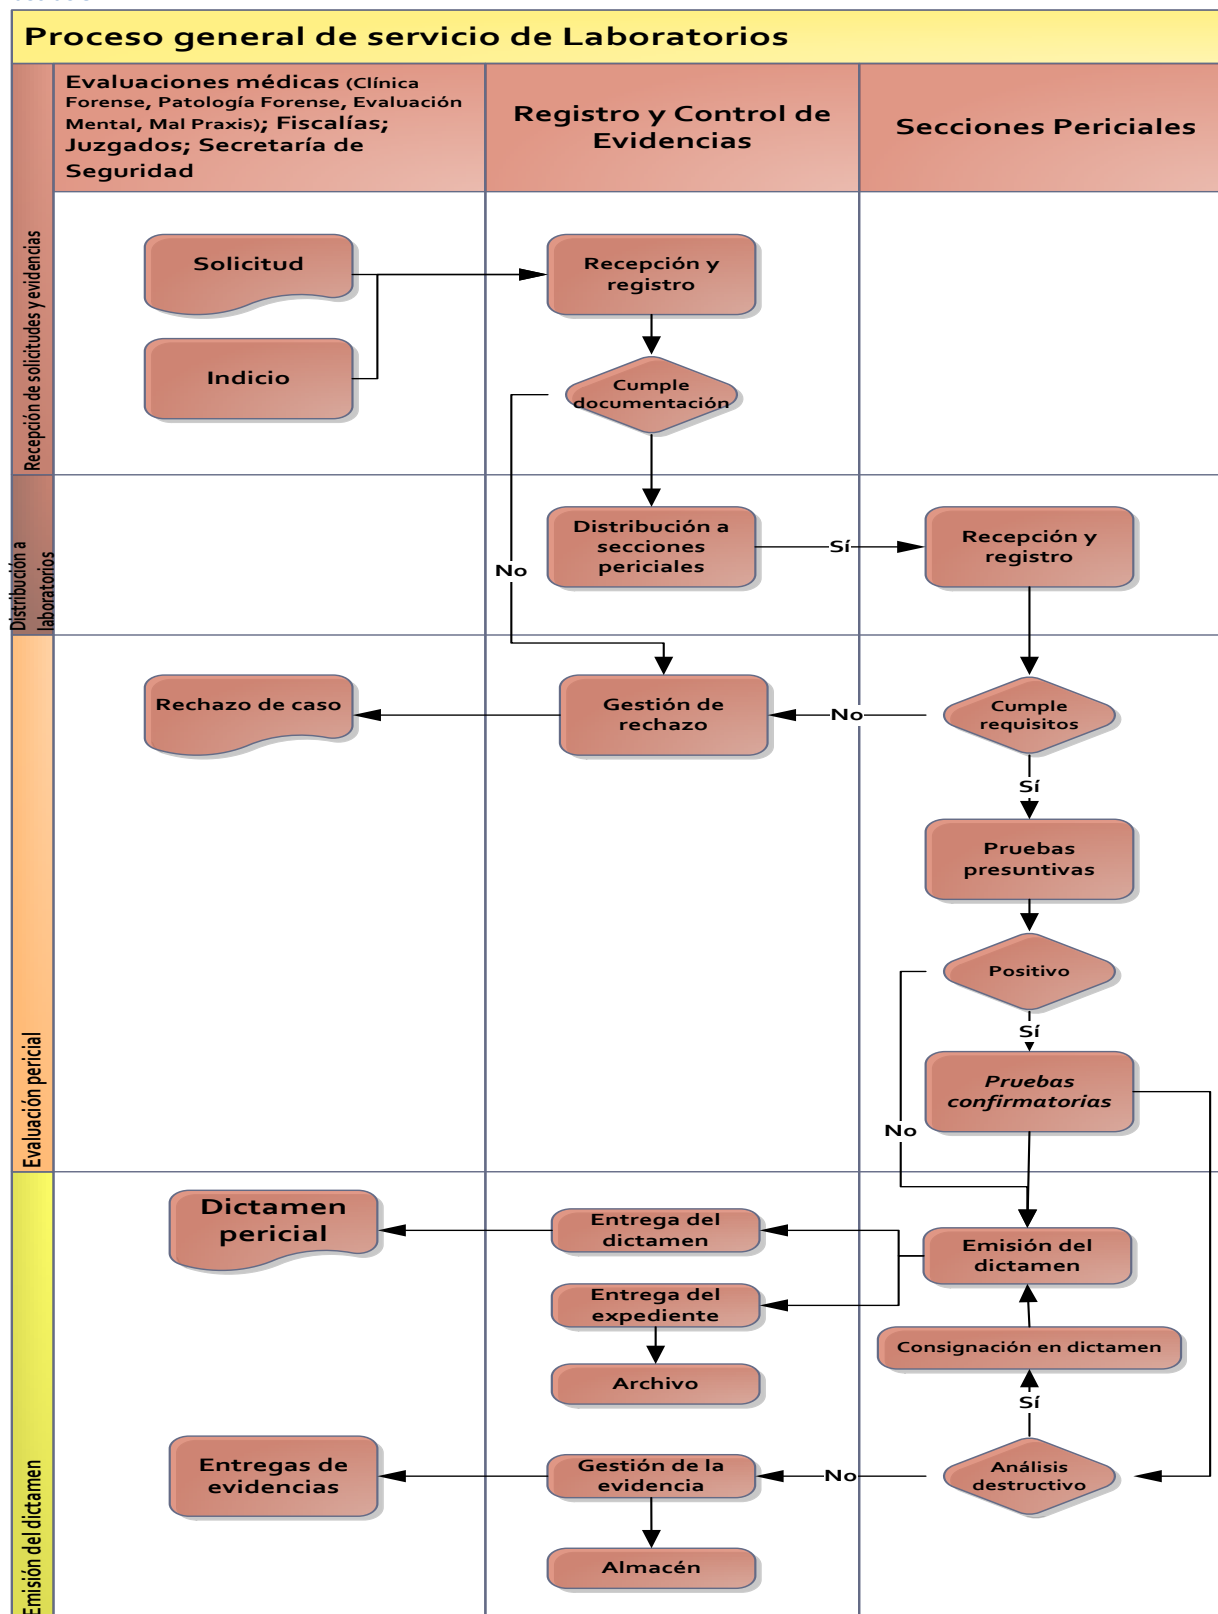 Proceso general de servicio de Laboratorios
Evaluaciones médicas (Clínica
Forense, Patología Forense, Evaluación
Mental, Mal Praxis); Fiscalías;
Juzgados; Secretaría de
Seguridad
Registro y Control de
Evidencias
Secciones Periciales
Recepción de solicitudes y evidencias
Solicitud
Indicio
Recepción y
registro
Cumple
documentación
Distribución a
laboratorios
No
Distribución a
secciones
periciales
Sí
Recepción y
registro
Evaluación pericial
Rechazo de caso
Gestión de
rechazo
No
Cumple
requisitos
Sí
Pruebas
presuntivas
Positivo
Sí
Pruebas
confirmatorias
No
Emisión del dictamen
Dictamen
pericial
Entrega del
dictamen
Emisión del
dictamen
Entrega del
expediente
Consignación en dictamen
Archivo
Sí
Entregas de
evidencias
Gestión de la
evidencia
No
Análisis
destructivo
Almacén